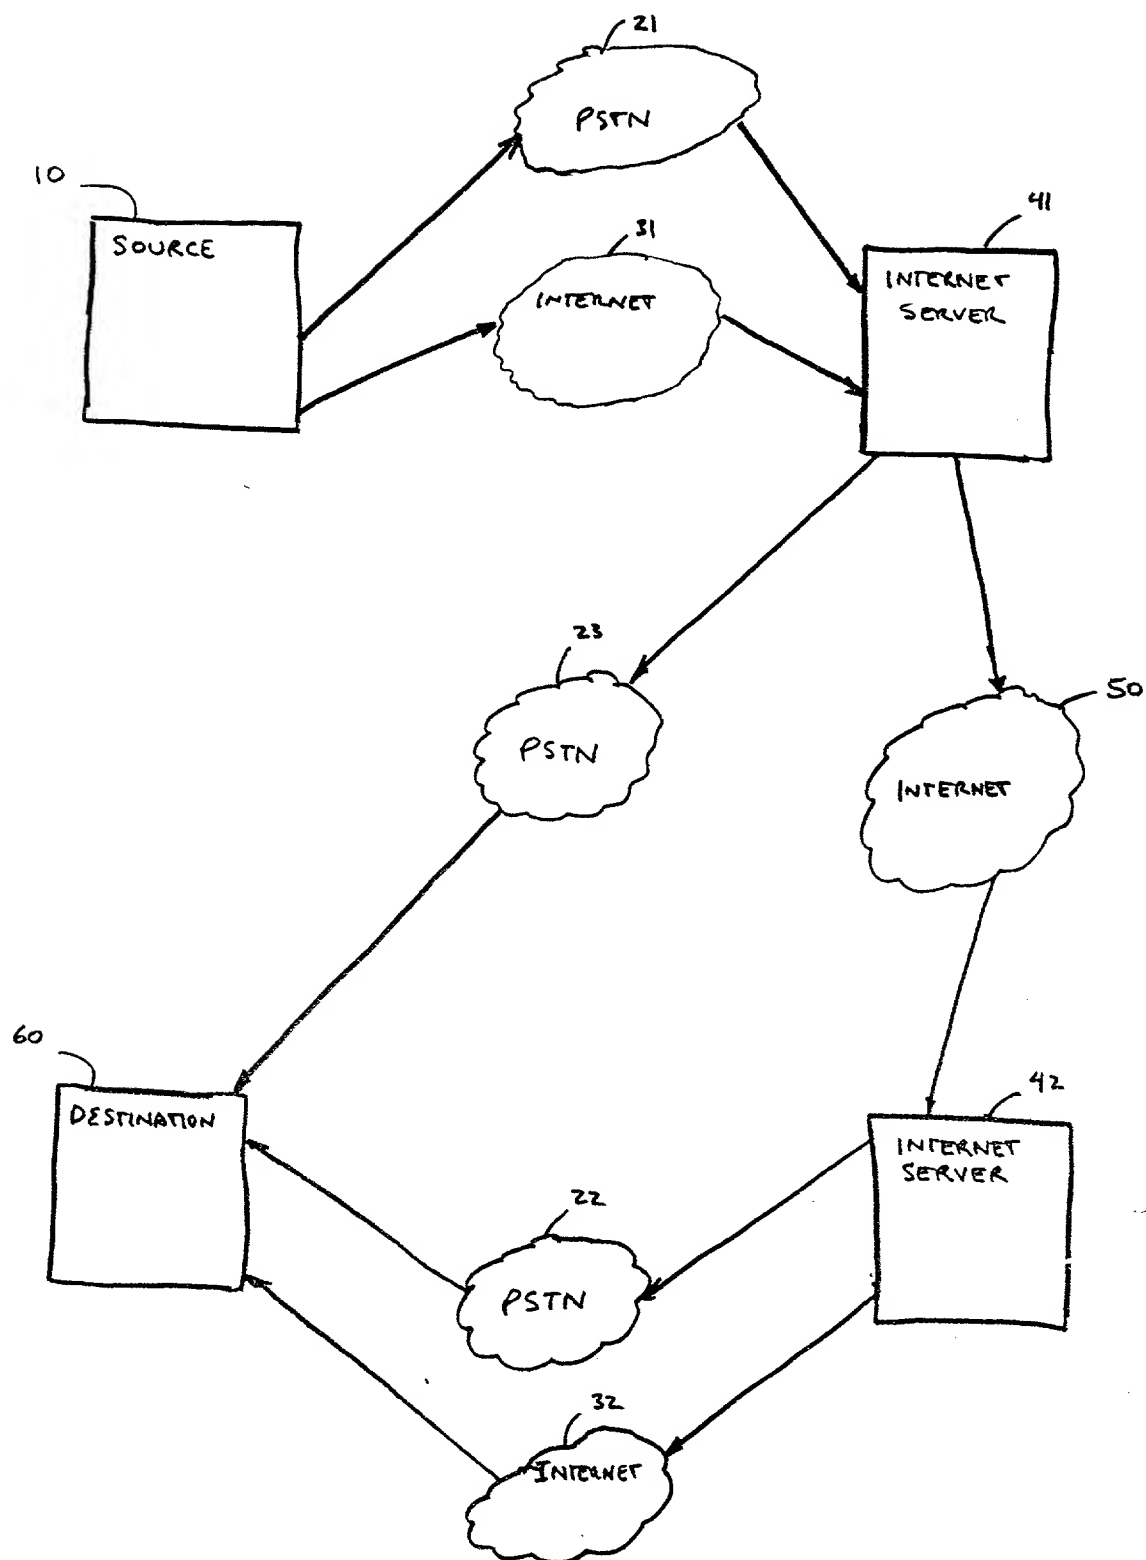 21
PSTN
10
SOURCE
31
INTERNET
41
INTERNET
SERVER
23
PSTN
50
INTERNET
60
DESTINATION
42
INTERNET
SERVER
22
PSTN
32
INTERNET